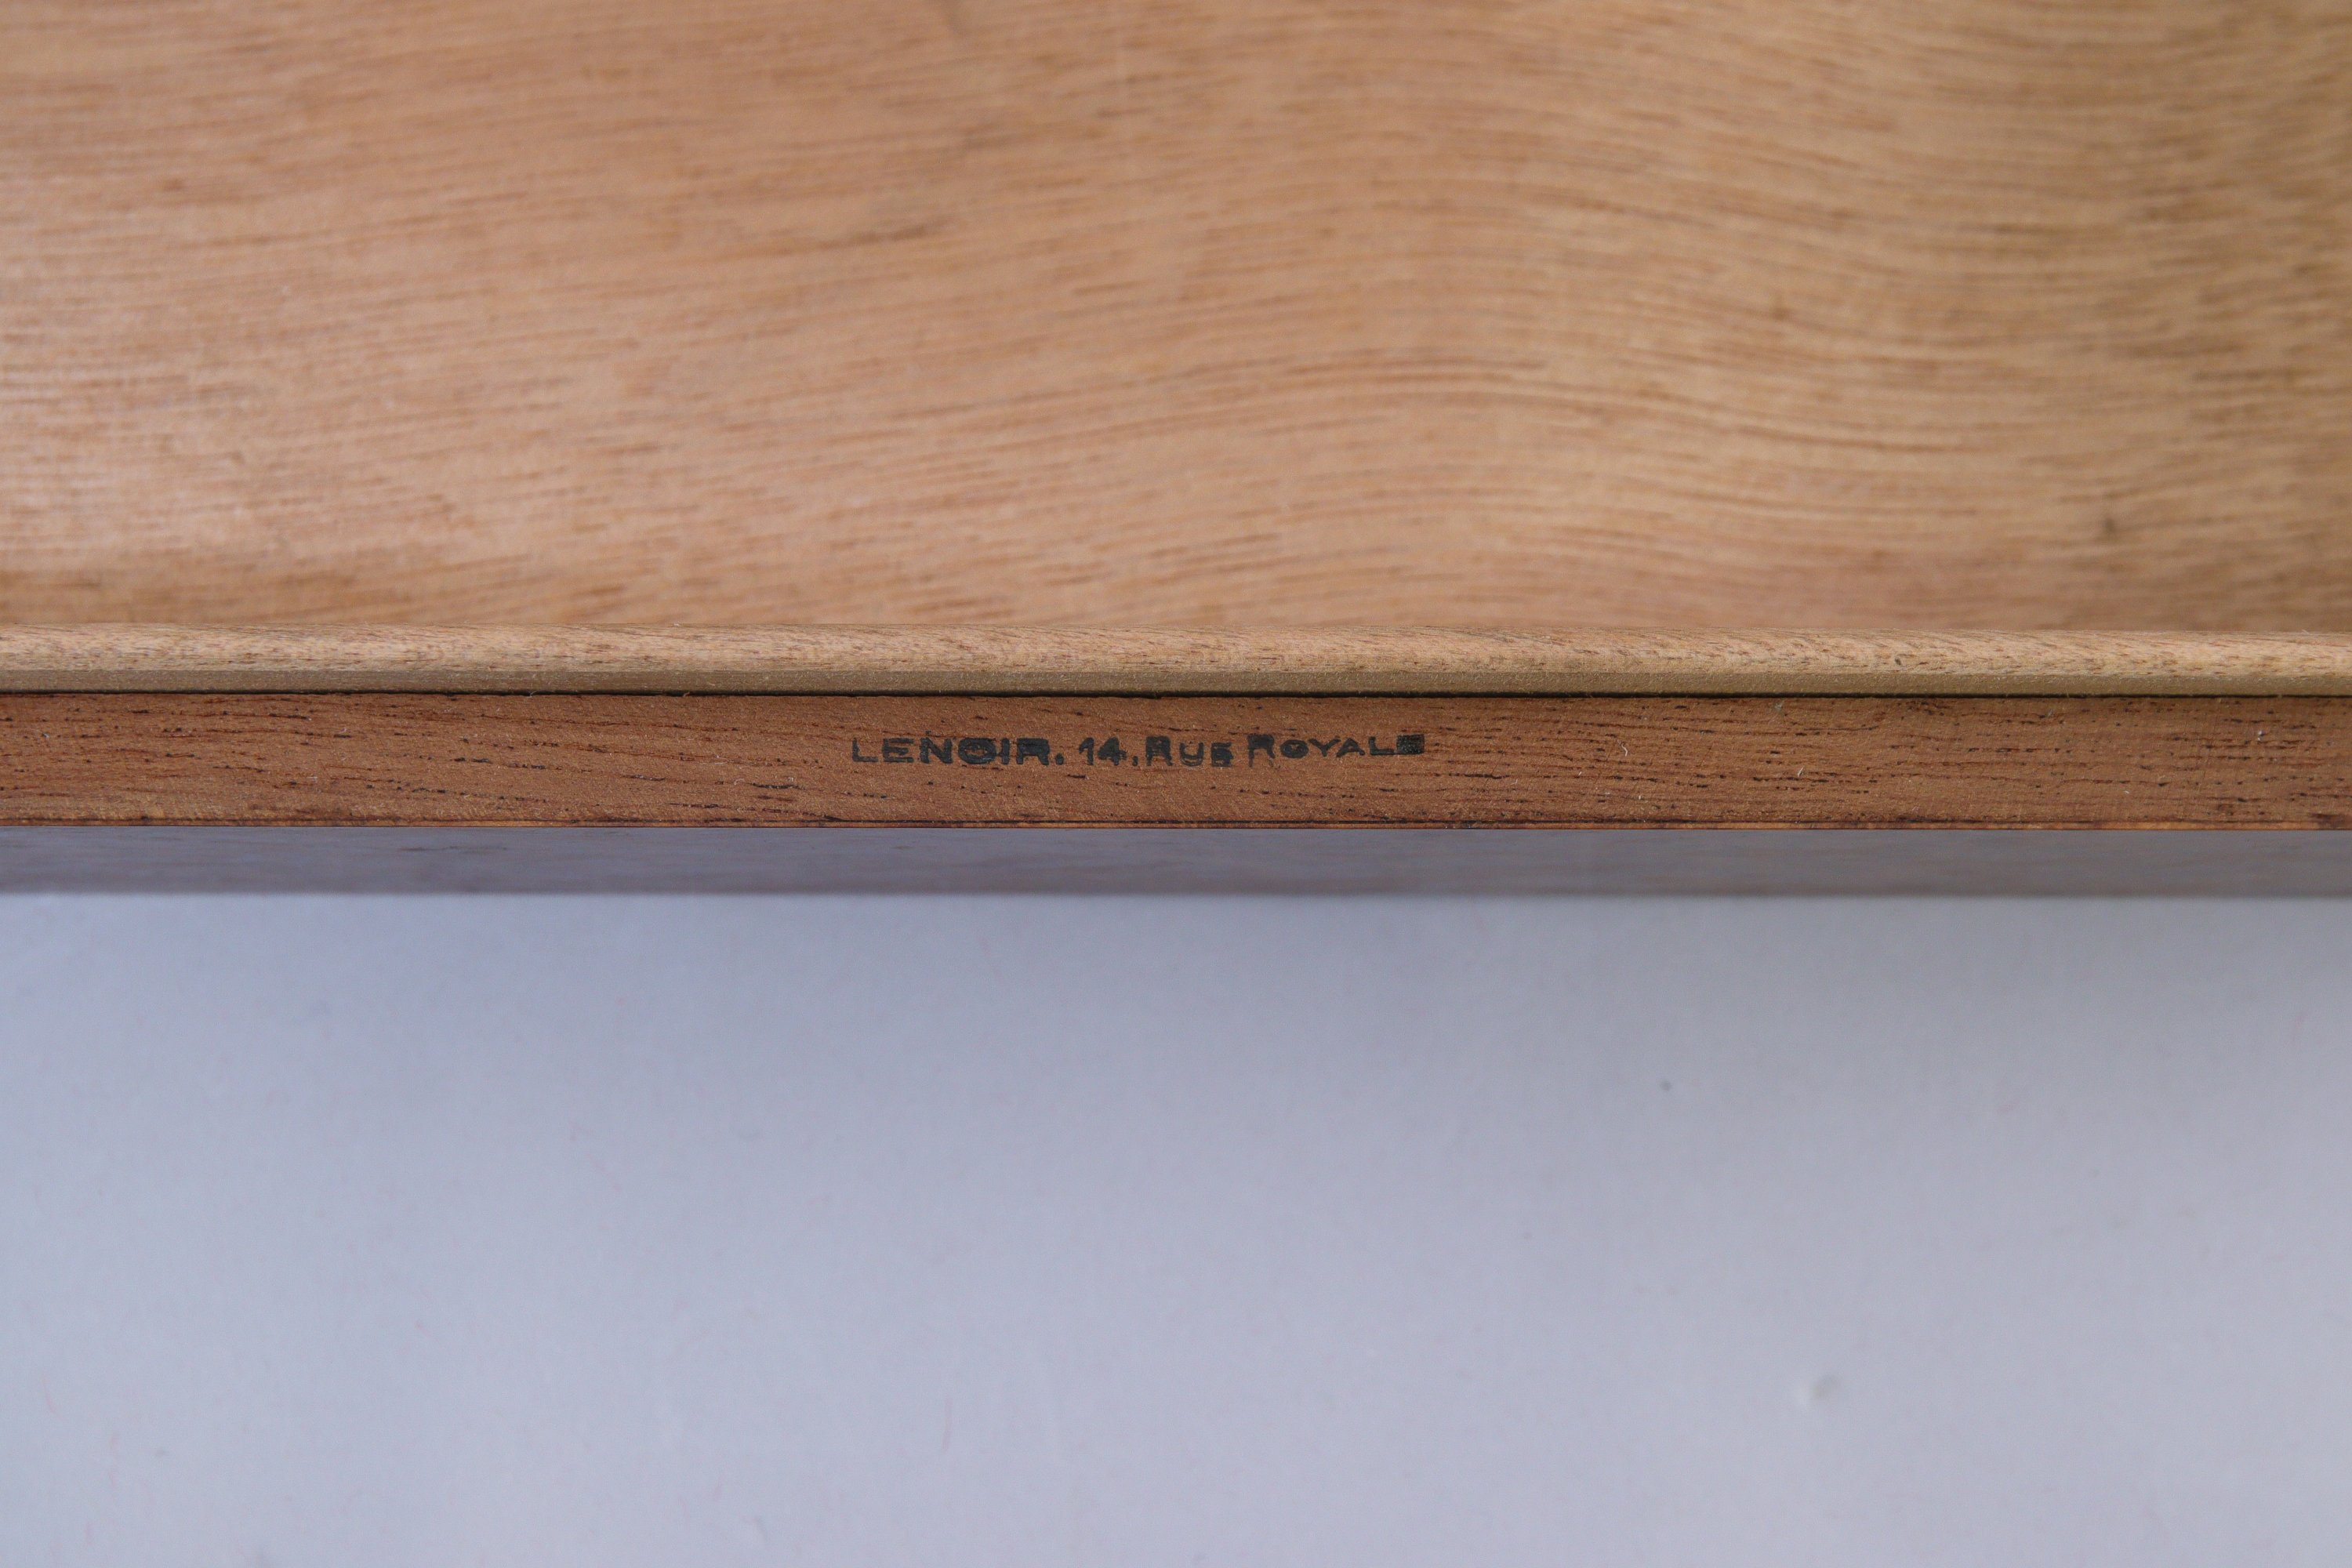 LENOIR. 14, RUE ROYALE